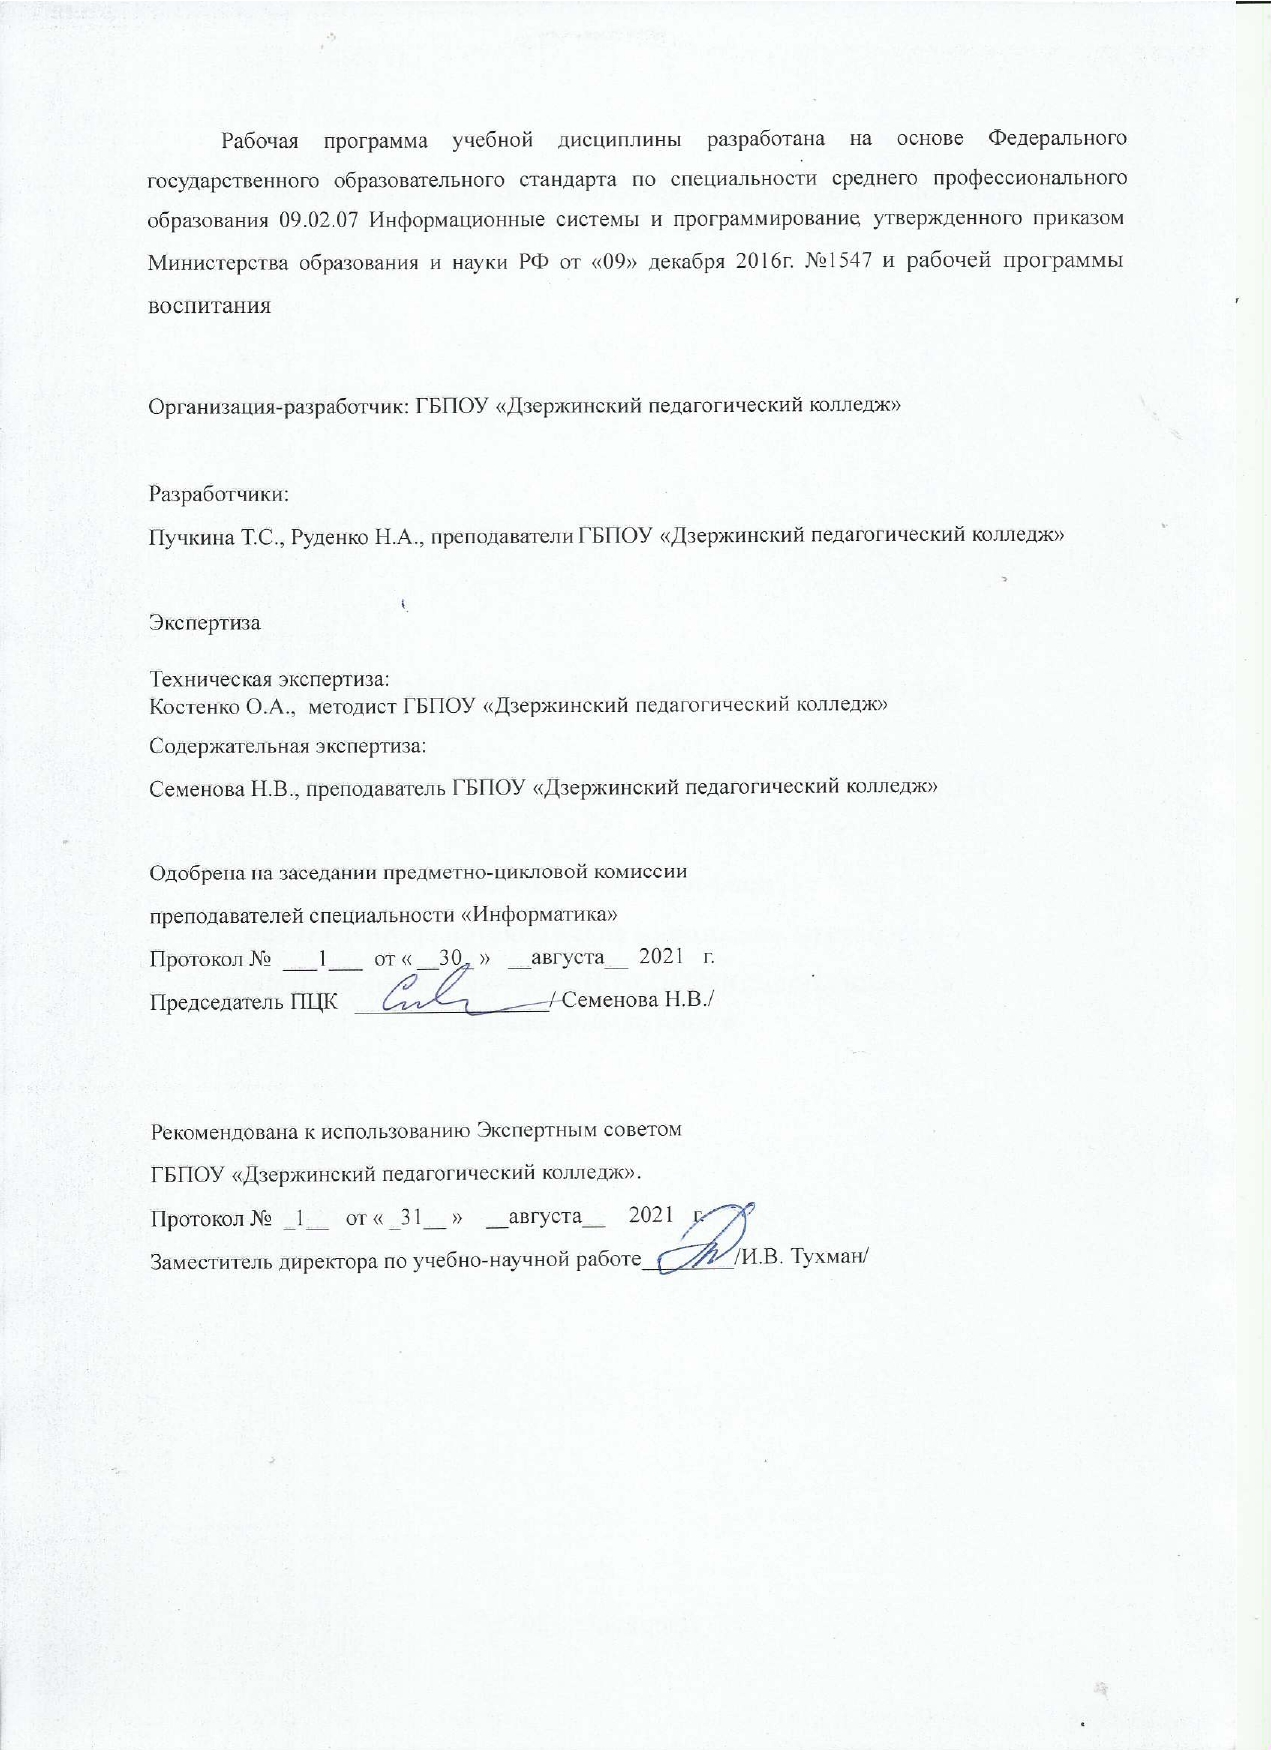 Рабочая программа учебной дисциплины разработана на основе Федерального
государственного образовательного стандарта по специальности среднего профессионального
образования 09.02.07 Информационные системы и программирование, утвержденного приказом
Министерства образования и науки РФ от «09» декабря 2016г. №1547 и рабочей программы
воспитания
Организация-разработчик: ГБПОУ «Дзержинский педагогический колледж»
Разработчики:
Пучкина Т.С., Руденко Н.А., преподаватели ГБПОУ «Дзержинский педагогический колледж»
Экспертиза
Техническая экспертиза:
Костенко О.А., методист ГБПОУ «Дзержинский педагогический колледж»
Содержательная экспертиза:
Семенова Н.В., преподаватель ГБПОУ «Дзержинский педагогический колледж»
Одобрена на заседании предметно-цикловой комиссии
преподавателей специальности «Информатика»
Протокол № ___1___ от « __30_ » __августа__ 2021 г.
Председатель ПЦК _________________/ Семенова Н.В./
Рекомендована к использованию Экспертным советом
ГБПОУ «Дзержинский педагогический колледж».
Протокол № _1__ от « _31__ » __августа__ 2021 г.
Заместитель директора по учебно-научной работе________/И.В. Тухман/